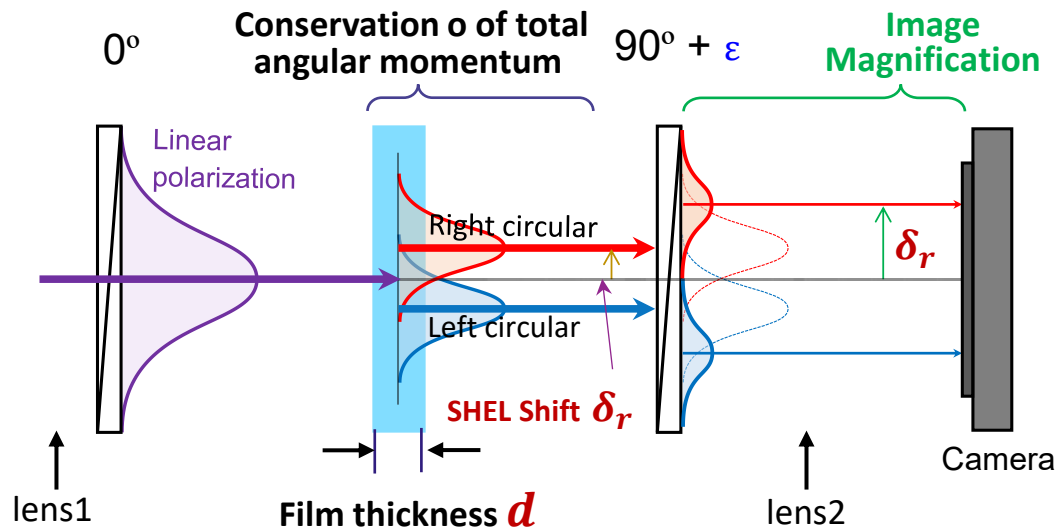 0°
Conservation o of total
angular momentum
90° + ε
Image
Magnification
Linear
polarization
Right circular
Left circular
SHEL Shift δr
δr
Camera
lens1
Film thickness d
lens2